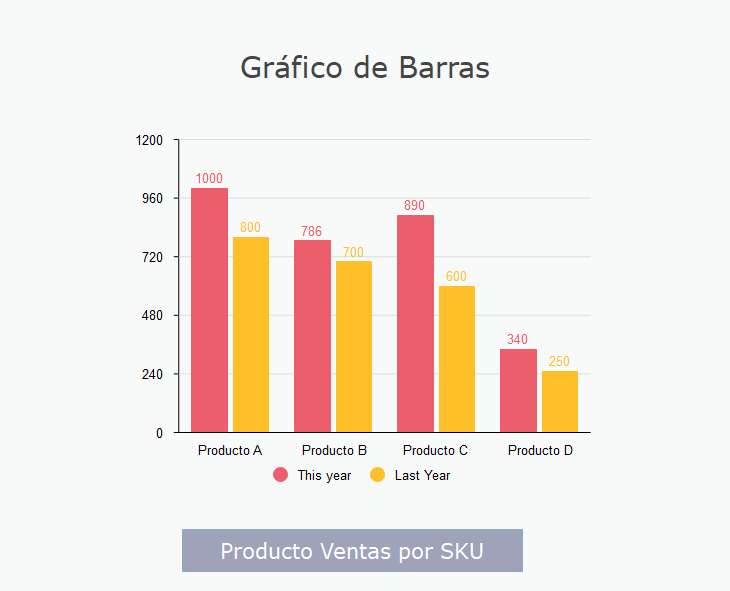 Gráfico de Barras
1200
960
720
480
240
0
1000
800
786
700
890
600
340
250
Producto A
Producto B
Producto C
Producto D
This year
Last Year
Producto Ventas por SKU